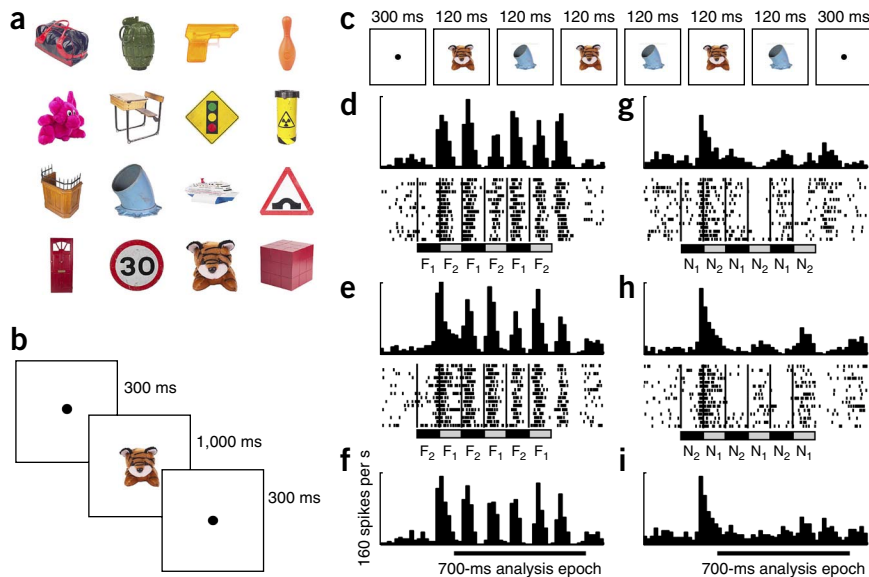 a
30
b
300 ms
1,000 ms
300 ms
c
300 ms 120 ms 120 ms 120 ms 120 ms 120 ms 120 ms 300 ms
d
F1 F2 F1 F2 F1 F2
e
F2 F1 F2 F1 F2 F1
f
160 spikes per s
700-ms analysis epoch
g
N1 N2 N1 N2 N1 N2
h
N2 N1 N2 N1 N2 N1
i
700-ms analysis epoch